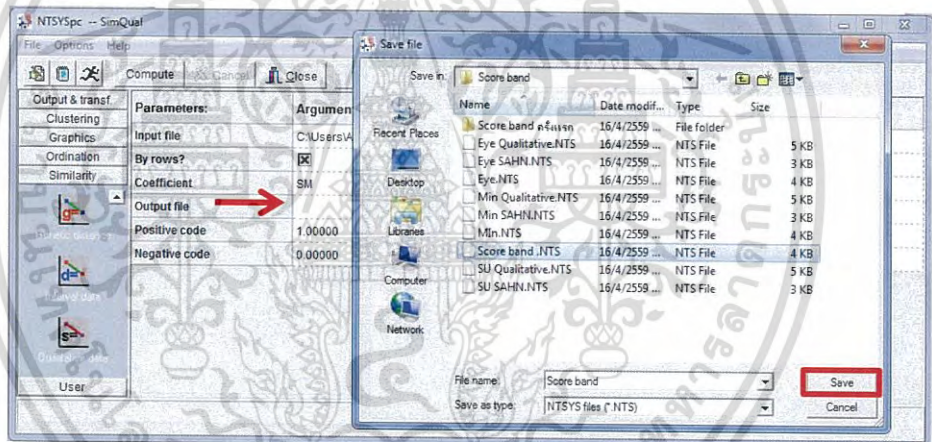 NTSYSpc -- SimQual
File Options Help
Compute Cancel Close
Output & transf.
Clustering
Graphics
Ordination
Similarity
Interval data
User
Parameters: Argumen
Input file C:\Users\A
By rows?
Coefficient SM
Output file
Positive code 1.00000
Negative code 0.00000
Save file
Save in: Score band
Recent Places
Desktop
Libraries
Computer
Network
Name Date modif... Type Size
Score band ครั้งแรก 16/4/2559 ... File folder
Eye Qualitative.NTS 16/4/2559 ... NTS File 5 KB
Eye SAHN.NTS 16/4/2559 ... NTS File 3 KB
Eye.NTS 16/4/2559 ... NTS File 4 KB
Min Qualitative.NTS 16/4/2559 ... NTS File 5 KB
Min SAHN.NTS 16/4/2559 ... NTS File 3 KB
MIn.NTS 16/4/2559 ... NTS File 4 KB
Score band .NTS 16/4/2559 ... NTS File 4 KB
SU Qualitative.NTS 16/4/2559 ... NTS File 5 KB
SU SAHN.NTS 16/4/2559 ... NTS File 3 KB
File name: Score band Save
Save as type: NTSYS files (*.NTS) Cancel